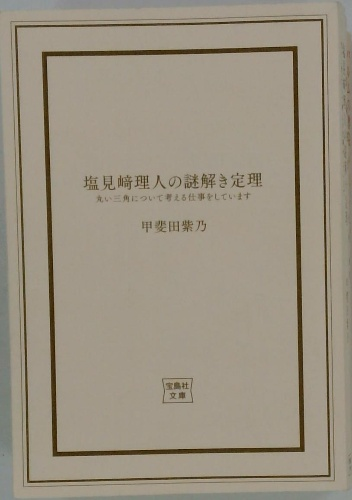 塩見﨑理人の謎解き定理
丸い三角について考える仕事をしています
甲斐田紫乃
宝島社
文庫